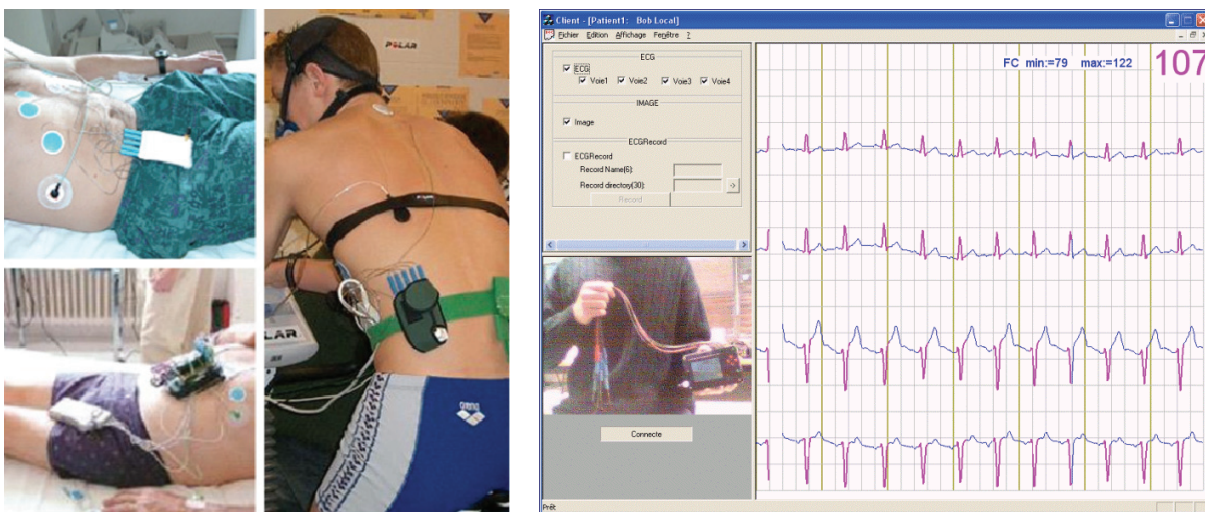 POLAR
LAR
arena
Client - [Patient1: Bob Local]
Fichier Edition Affichage Fenêtre ?
ECG
ECG
Voie1 Voie2 Voie3 Voie4
IMAGE
Image
ECGRecord
ECGRecord
Record Name(6):
Record directory(30): ->
Record
Connecte
Prêt
FC min:=79 max:=122 107